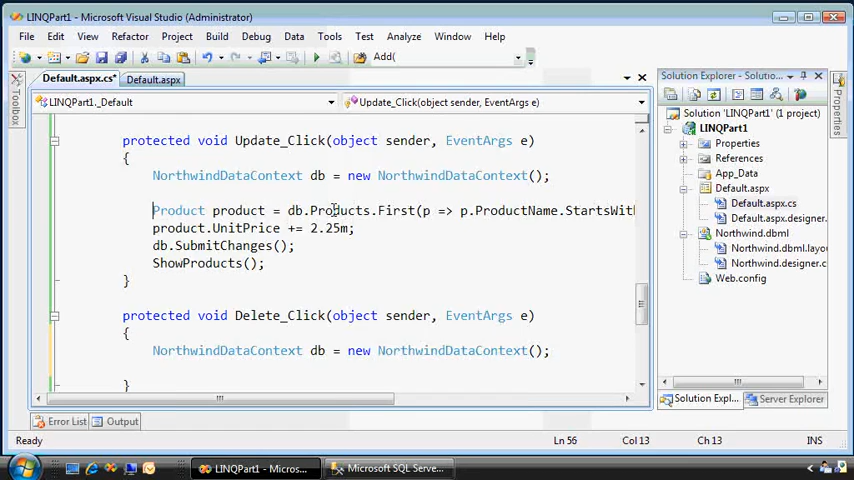 LINQPart1 - Microsoft Visual Studio (Administrator)
File Edit View Refactor Project Build Debug Data Tools Test Analyze Window Help
Add(
Default.aspx.cs* Default.aspx
LINQPart1._Default
Update_Click(object sender, EventArgs e)
protected void Update_Click(object sender, EventArgs e)
{
NorthwindDataContext db = new NorthwindDataContext();
Product product = db.Products.First(p => p.ProductName.StartsWith
product.UnitPrice += 2.25m;
db.SubmitChanges();
ShowProducts();
}
protected void Delete_Click(object sender, EventArgs e)
{
NorthwindDataContext db = new NorthwindDataContext();
}
Toolbox
Solution Explorer - Solutio...
Solution 'LINQPart1' (1 project)
LINQPart1
Properties
References
App_Data
Default.aspx
Default.aspx.cs
Default.aspx.designer
Northwind.dbml
Northwind.dbml.layou
Northwind.designer.c
Web.config
Properties
Solution Expl... Server Explorer
Error List Output
Ready Ln 56 Col 13 Ch 13 INS
LINQPart1 - Micros... Microsoft SQL Serve...